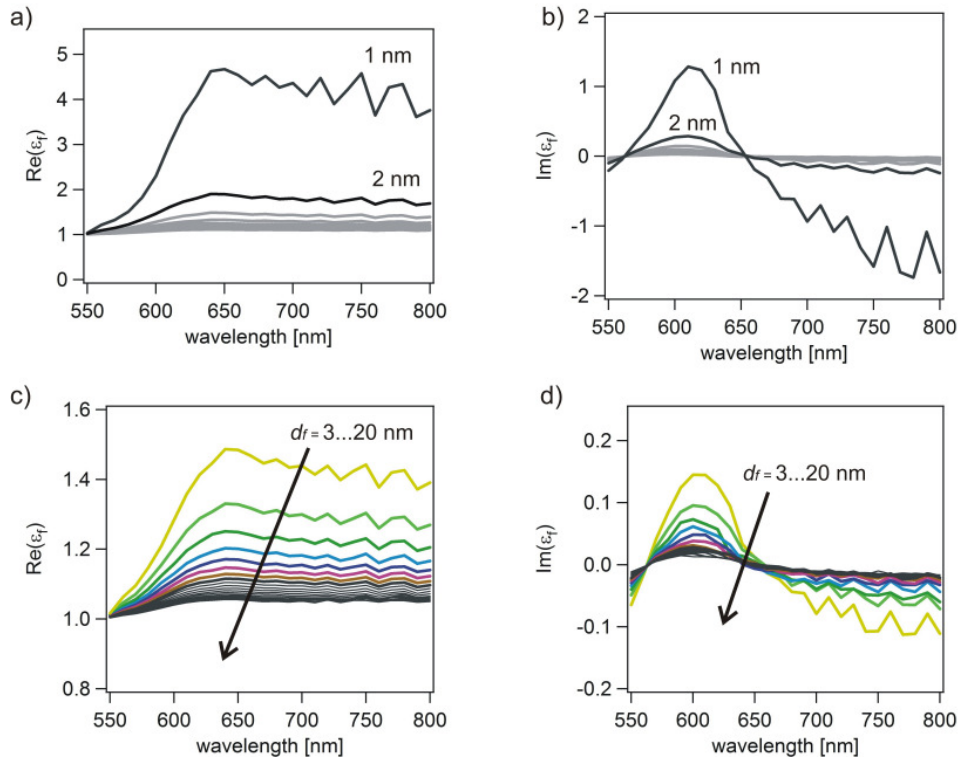 a)
Re(εf)
5
4
3
2
1
0
1 nm
2 nm
550 600 650 700 750 800
wavelength [nm]
b)
Im(εf)
2
1
0
-1
-2
1 nm
2 nm
550 600 650 700 750 800
wavelength [nm]
c)
Re(εf)
1.6
1.4
1.2
1.0
0.8
df = 3...20 nm
550 600 650 700 750 800
wavelength [nm]
d)
Im(εf)
0.2
0.1
0.0
-0.1
-0.2
df = 3...20 nm
550 600 650 700 750 800
wavelength [nm]